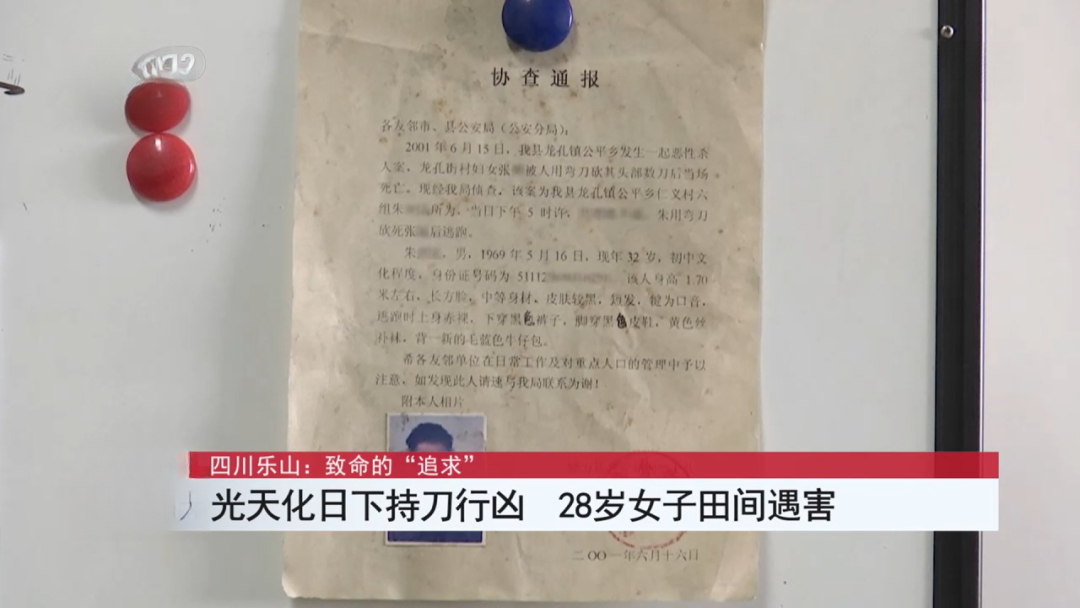 协查通报
各友邻市、县公安局(公安分局):
2001年6月15日,我县龙孔镇公平乡发生一起恶性杀
人案,龙孔街村妇女张 被人用弯刀砍其头部数刀后当场
死亡。现经我局侦查,该案为我县龙孔镇公平乡仁义村六
组朱 所为,当日下午5时许, 朱用弯刀
砍死张 后逃跑。
朱 ,男,1969年5月16日,现年32岁,初中文
化程度,身份证号码为51112 该人身高1.70
米左右,长方脸,中等身材,皮肤较黑,短发,犍为口音,
逃跑时上身赤裸,下穿黑色裤子,脚穿黑色皮鞋,黄色丝
袜,背一新的毛蓝色牛仔包。
希各友邻单位在日常工作及对重点人口的管理中予以
注意,如发现此人请速与我局联系为谢!
附本人相片
四川乐山:致命的“追求”
光天化日下持刀行凶 28岁女子田间遇害
二〇〇一年六月十六日